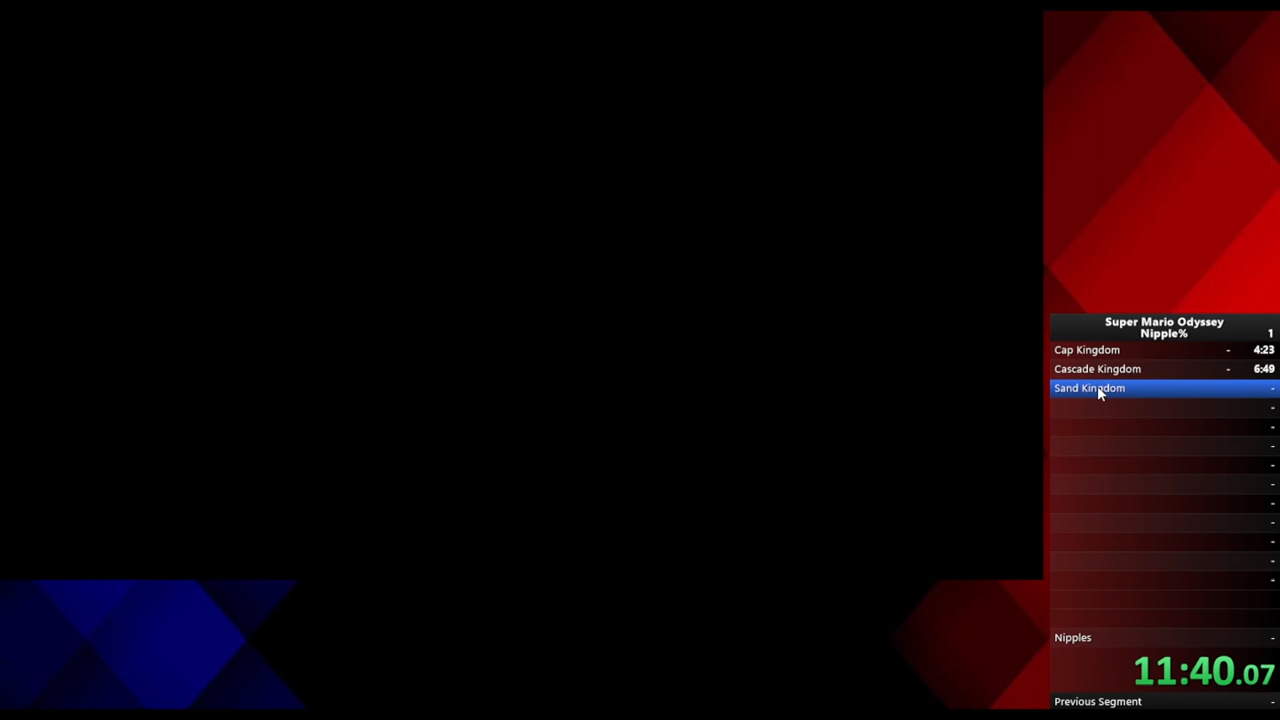 Super Mario Odyssey
Nipple% 1
Cap Kingdom - 4:23
Cascade Kingdom - 6:49
Sand Kingdom -
-
-
-
-
-
-
-
-
-
-
Nipples -
11:40.07
Previous Segment -